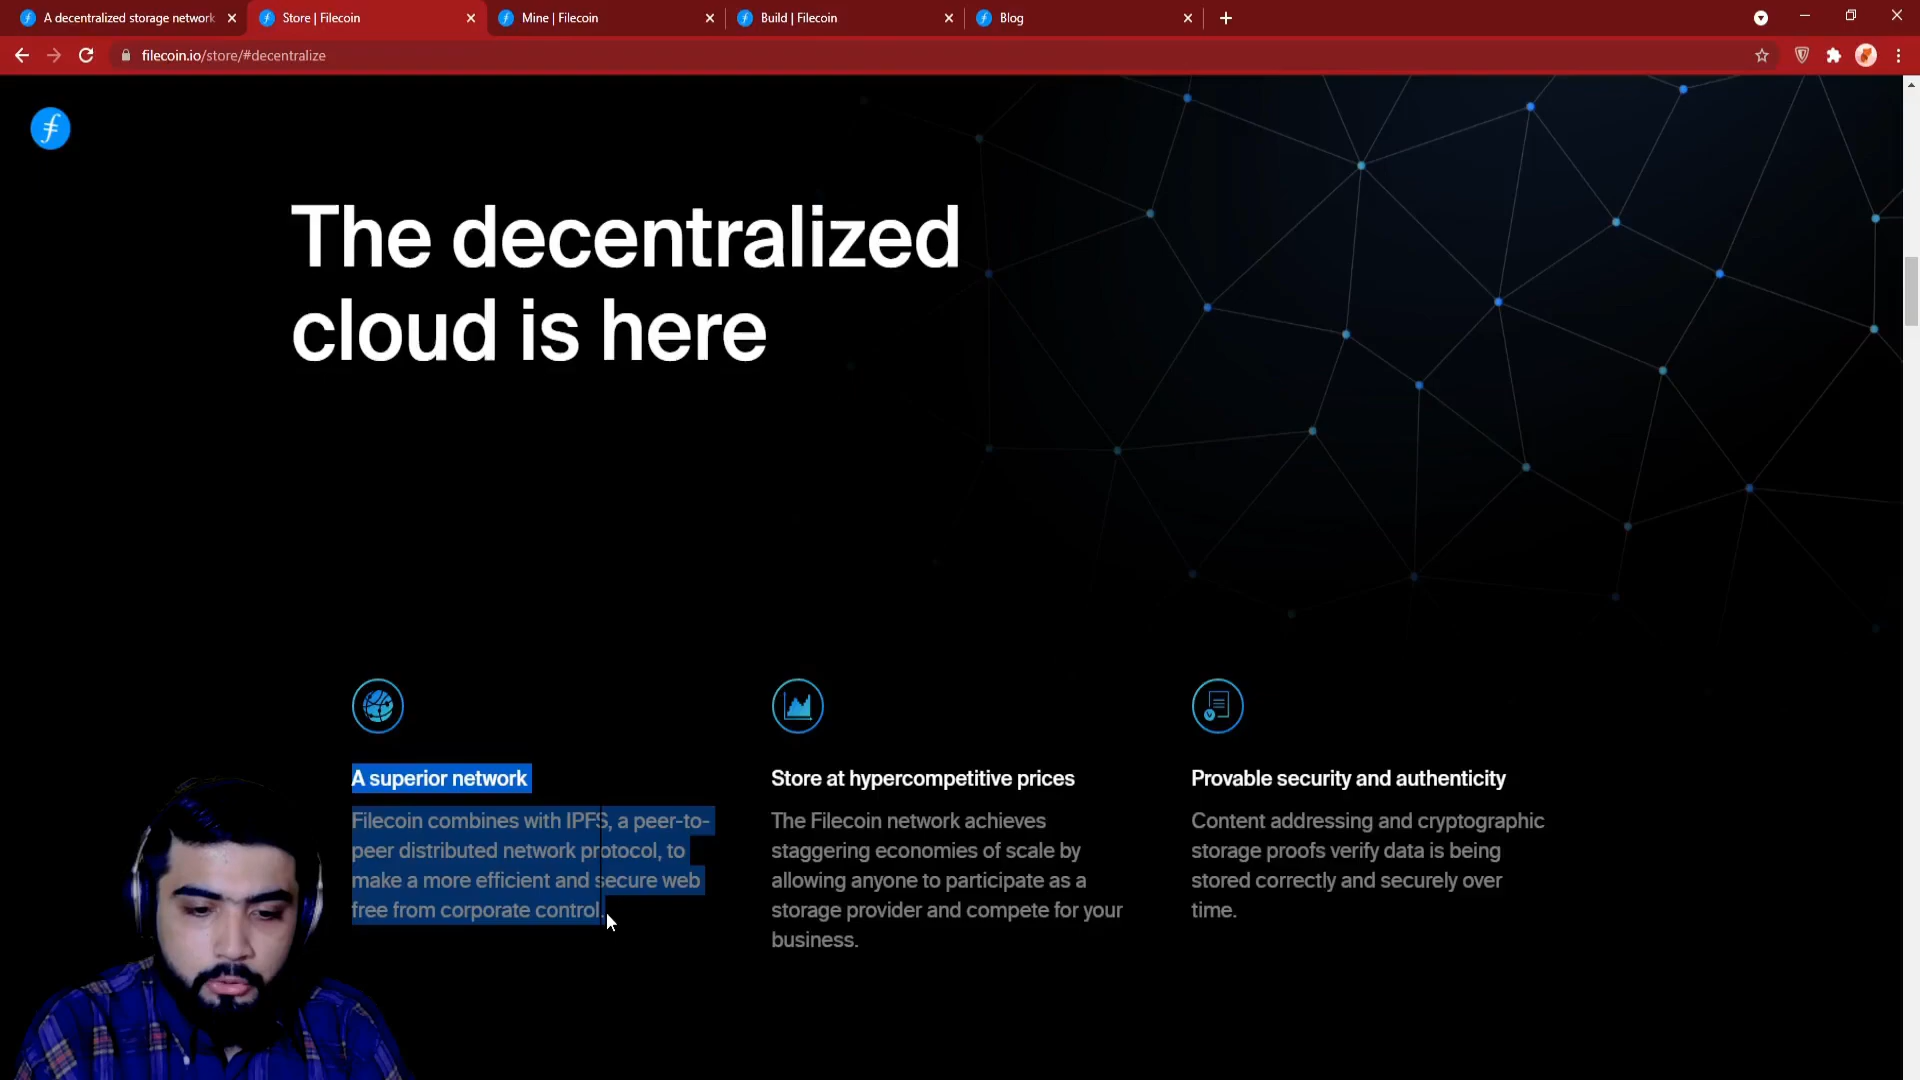 A decentralized storage network
Store | Filecoin
Mine | Filecoin
Build | Filecoin
Blog
filecoin.io/store/#decentralize
The decentralized
cloud is here
A superior network
Filecoin combines with IPFS, a peer-to-
peer distributed network protocol, to
make a more efficient and secure web
free from corporate control.
Store at hypercompetitive prices
The Filecoin network achieves
staggering economies of scale by
allowing anyone to participate as a
storage provider and compete for your
business.
Provable security and authenticity
Content addressing and cryptographic
storage proofs verify data is being
stored correctly and securely over
time.